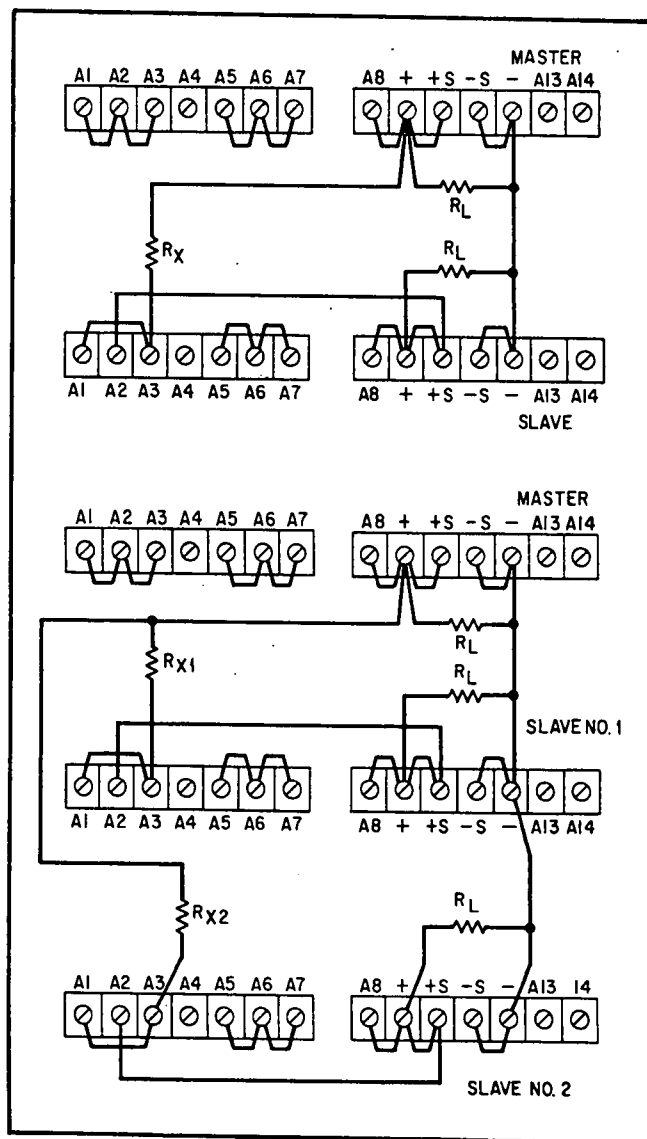 MASTER
A1 A2 A3 A4 A5 A6 A7 A8 + +S -S - A13 A14
RL
RX
RL
A1 A2 A3 A4 A5 A6 A7 A8 + +S -S - A13 A14
SLAVE
MASTER
A1 A2 A3 A4 A5 A6 A7 A8 + +S -S - A13 A14
RL
RX1
RL
SLAVE NO. 1
A1 A2 A3 A4 A5 A6 A7 A8 + +S -S - A13 A14
RL
RX2
A1 A2 A3 A4 A5 A6 A7 A8 + +S -S - A13 14
SLAVE NO. 2